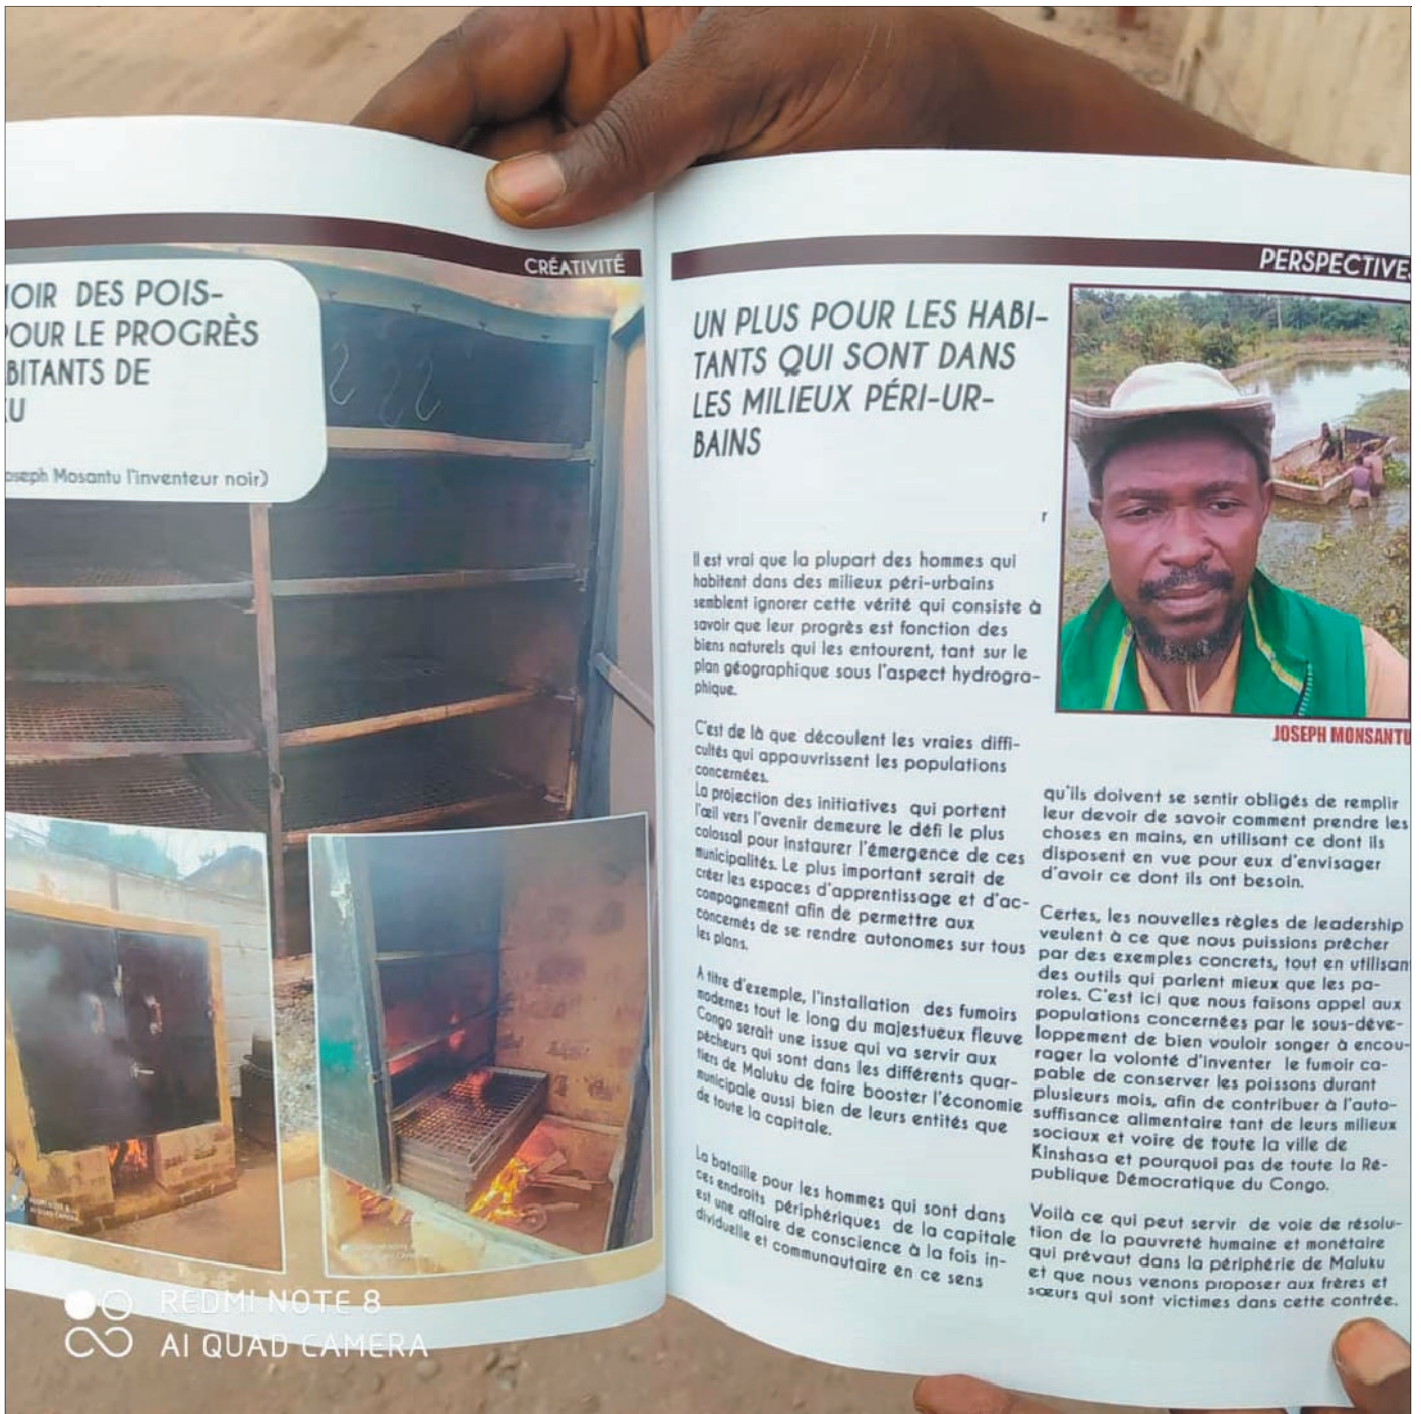 CRÉATIVITÉ
OIR DES POIS-
POUR LE PROGRÈS
BITANTS DE
KU
oseph Mosantu l'inventeur noir)
REDMI NOTE 8
AI QUAD CAMERA
REDMI NOTE 8
AI QUAD CAMERA
REDMI NOTE 8
AI QUAD CAMERA
PERSPECTIVES
UN PLUS POUR LES HABI-
TANTS QUI SONT DANS
LES MILIEUX PÉRI-UR-
BAINS
r
Il est vrai que la plupart des hommes qui
habitent dans des milieux péri-urbains
semblent ignorer cette vérité qui consiste à
savoir que leur progrès est fonction des
biens naturels qui les entourent, tant sur le
plan géographique sous l'aspect hydrogra-
phique.
C'est de là que découlent les vraies diffi-
cultés qui appauvrissent les populations
concernées.
La projection des initiatives qui portent
l'œil vers l'avenir demeure le défi le plus
colossal pour instaurer l'émergence de ces
municipalités. Le plus important serait de
créer les espaces d'apprentissage et d'ac-
compagnement afin de permettre aux
concernés de se rendre autonomes sur tous
les plans.
A titre d'exemple, l'installation des fumoirs
modernes tout le long du majestueux fleuve
Congo serait une issue qui va servir aux
pêcheurs qui sont dans les différents quar-
tiers de Maluku de faire booster l'économie
municipale aussi bien de leurs entités que
de toute la capitale.
La bataille pour les hommes qui sont dans
ces endroits périphériques de la capitale
est une affaire de conscience à la fois in-
dividuelle et communautaire en ce sens
JOSEPH MONSANTU
qu'ils doivent se sentir obligés de remplir
leur devoir de savoir comment prendre les
choses en mains, en utilisant ce dont ils
disposent en vue pour eux d'envisager
d'avoir ce dont ils ont besoin.
Certes, les nouvelles règles de leadership
veulent à ce que nous puissions prêcher
par des exemples concrets, tout en utilisan
des outils qui parlent mieux que les pa-
roles. C'est ici que nous faisons appel aux
populations concernées par le sous-déve-
loppement de bien vouloir songer à encou-
rager la volonté d'inventer le fumoir ca-
pable de conserver les poissons durant
plusieurs mois, afin de contribuer à l'auto-
suffisance alimentaire tant de leurs milieux
sociaux et voire de toute la ville de
Kinshasa et pourquoi pas de toute la Ré-
publique Démocratique du Congo.
Voilà ce qui peut servir de voie de résolu-
tion de la pauvreté humaine et monétaire
qui prévaut dans la périphérie de Maluku
et que nous venons proposer aux frères et
sœurs qui sont victimes dans cette contrée.